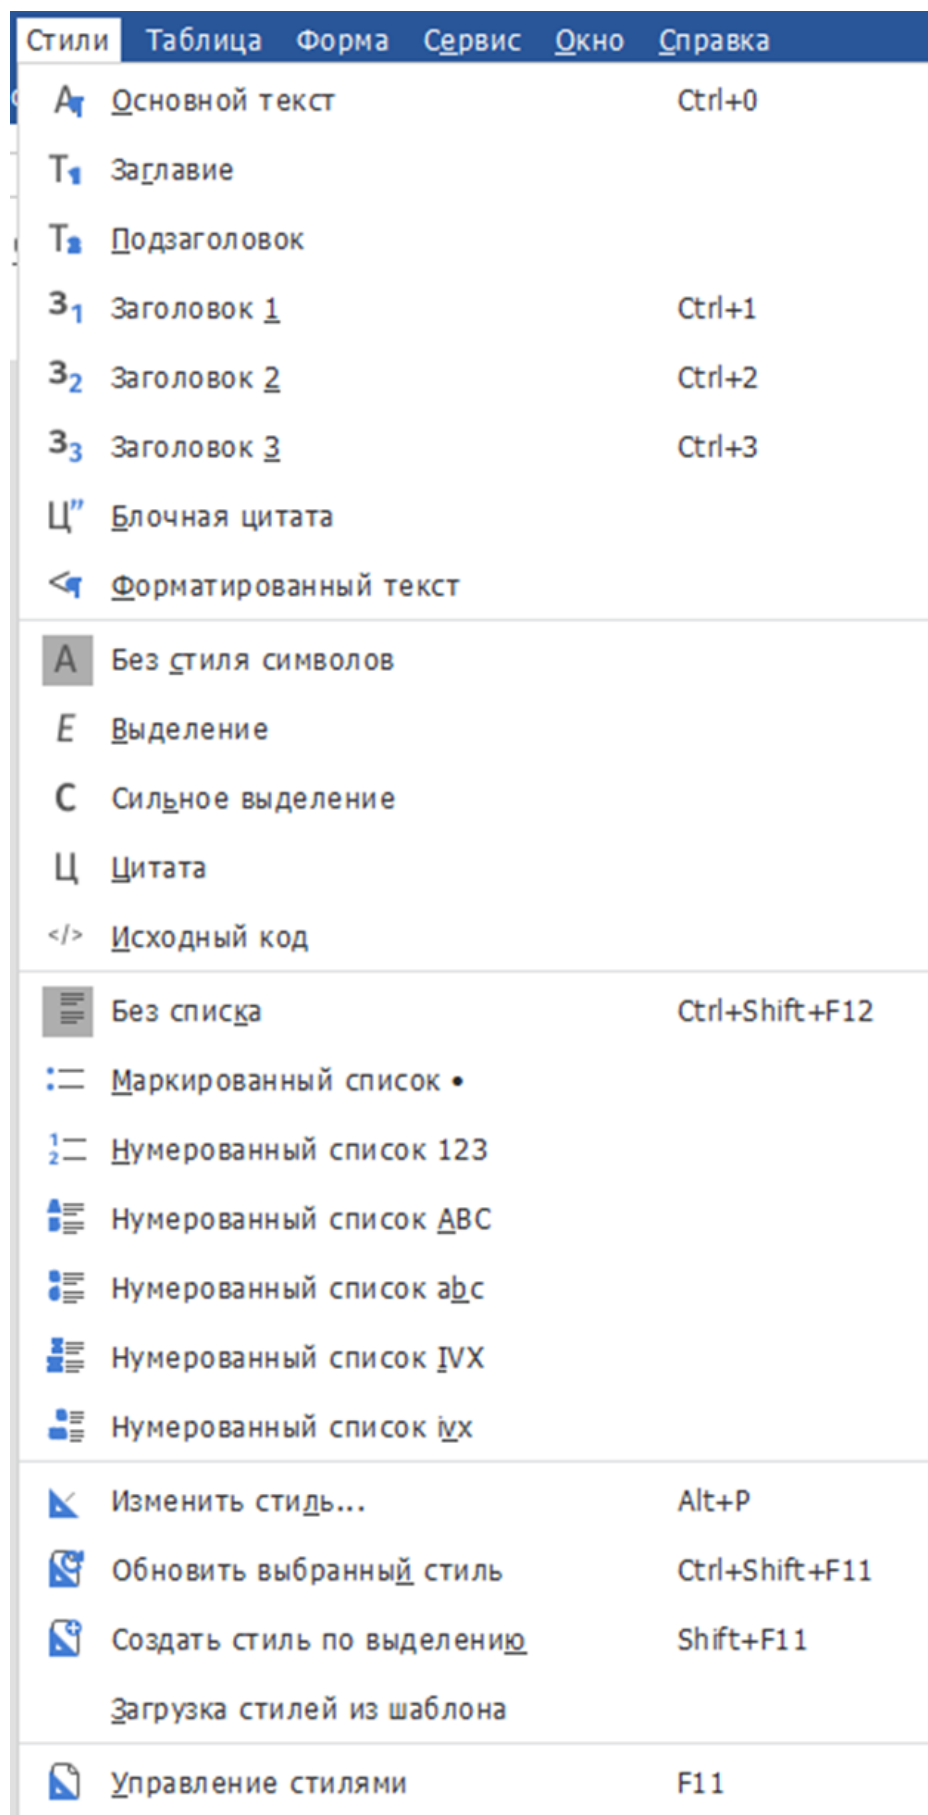 Стили Таблица Форма Сервис Окно Справка
Основной текст Ctrl+0
Заглавие
Подзаголовок
Заголовок 1 Ctrl+1
Заголовок 2 Ctrl+2
Заголовок 3 Ctrl+3
Блочная цитата
Форматированный текст
Без стиля символов
Выделение
Сильное выделение
Цитата
Исходный код
Без списка Ctrl+Shift+F12
Маркированный список •
Нумерованный список 123
Нумерованный список ABC
Нумерованный список abc
Нумерованный список IVX
Нумерованный список ivx
Изменить стиль... Alt+P
Обновить выбранный стиль Ctrl+Shift+F11
Создать стиль по выделению Shift+F11
Загрузка стилей из шаблона
Управление стилями F11